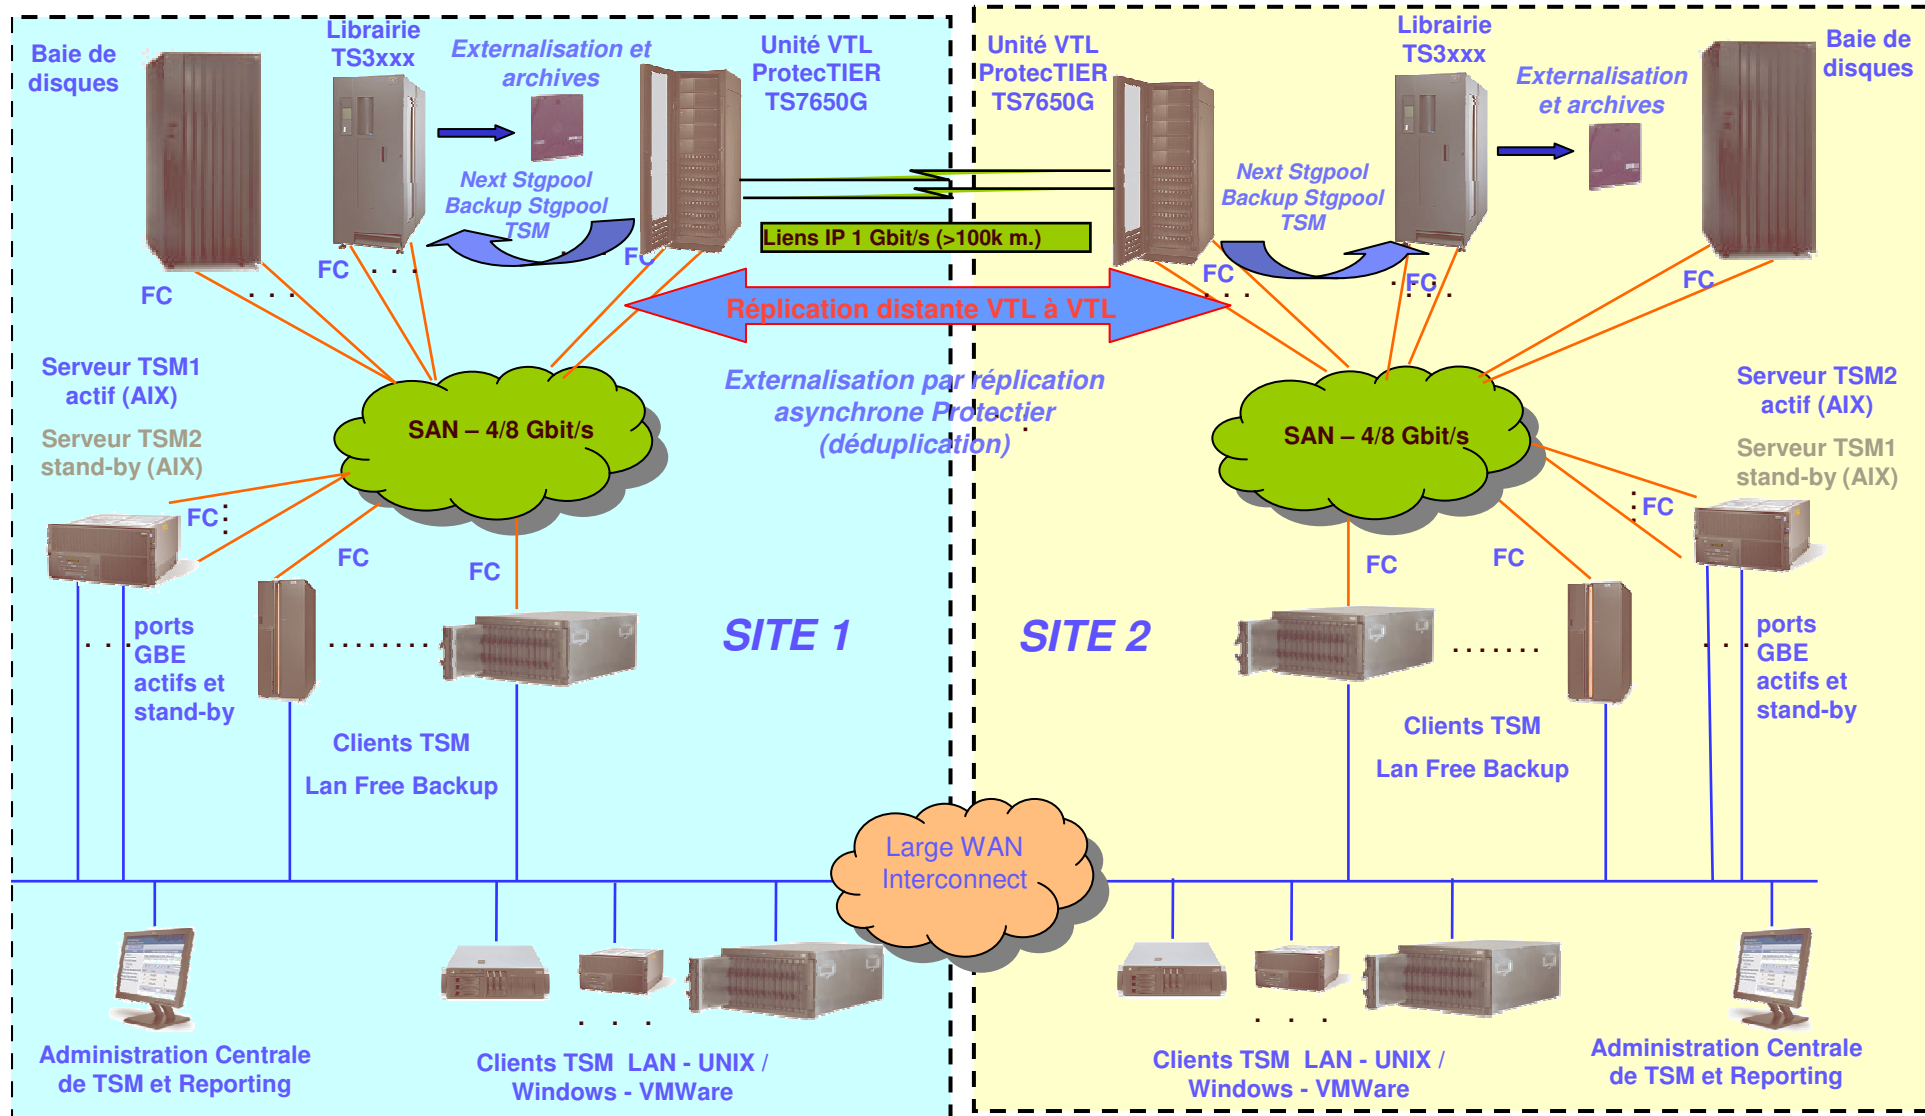 Baie de
disques
Librairie
TS3xxx
Externalisation et
archives
Unité VTL
ProtecTIER
TS7650G
Next Stgpool
Backup Stgpool
TSM
FC
FC
FC
Unité VTL
ProtecTIER
TS7650G
Librairie
TS3xxx
Externalisation
et archives
Baie de
disques
Next Stgpool
Backup Stgpool
TSM
FC
FC
FC
Liens IP 1 Gbit/s (>100k m.)
Réplication distante VTL à VTL
Externalisation par réplication
asynchrone Protectier
(déduplication)
Serveur TSM1
actif (AIX)
Serveur TSM2
stand-by (AIX)
SAN – 4/8 Gbit/s
FC
FC
FC
ports
GBE
actifs et
stand-by
SITE 1
Clients TSM
Lan Free Backup
SAN – 4/8 Gbit/s
Serveur TSM2
actif (AIX)
Serveur TSM1
stand-by (AIX)
FC
FC
FC
SITE 2
ports
GBE
actifs et
stand-by
Clients TSM
Lan Free Backup
Large WAN
Interconnect
Administration Centrale
de TSM et Reporting
Clients TSM LAN - UNIX /
Windows - VMWare
Clients TSM LAN - UNIX /
Windows - VMWare
Administration Centrale
de TSM et Reporting